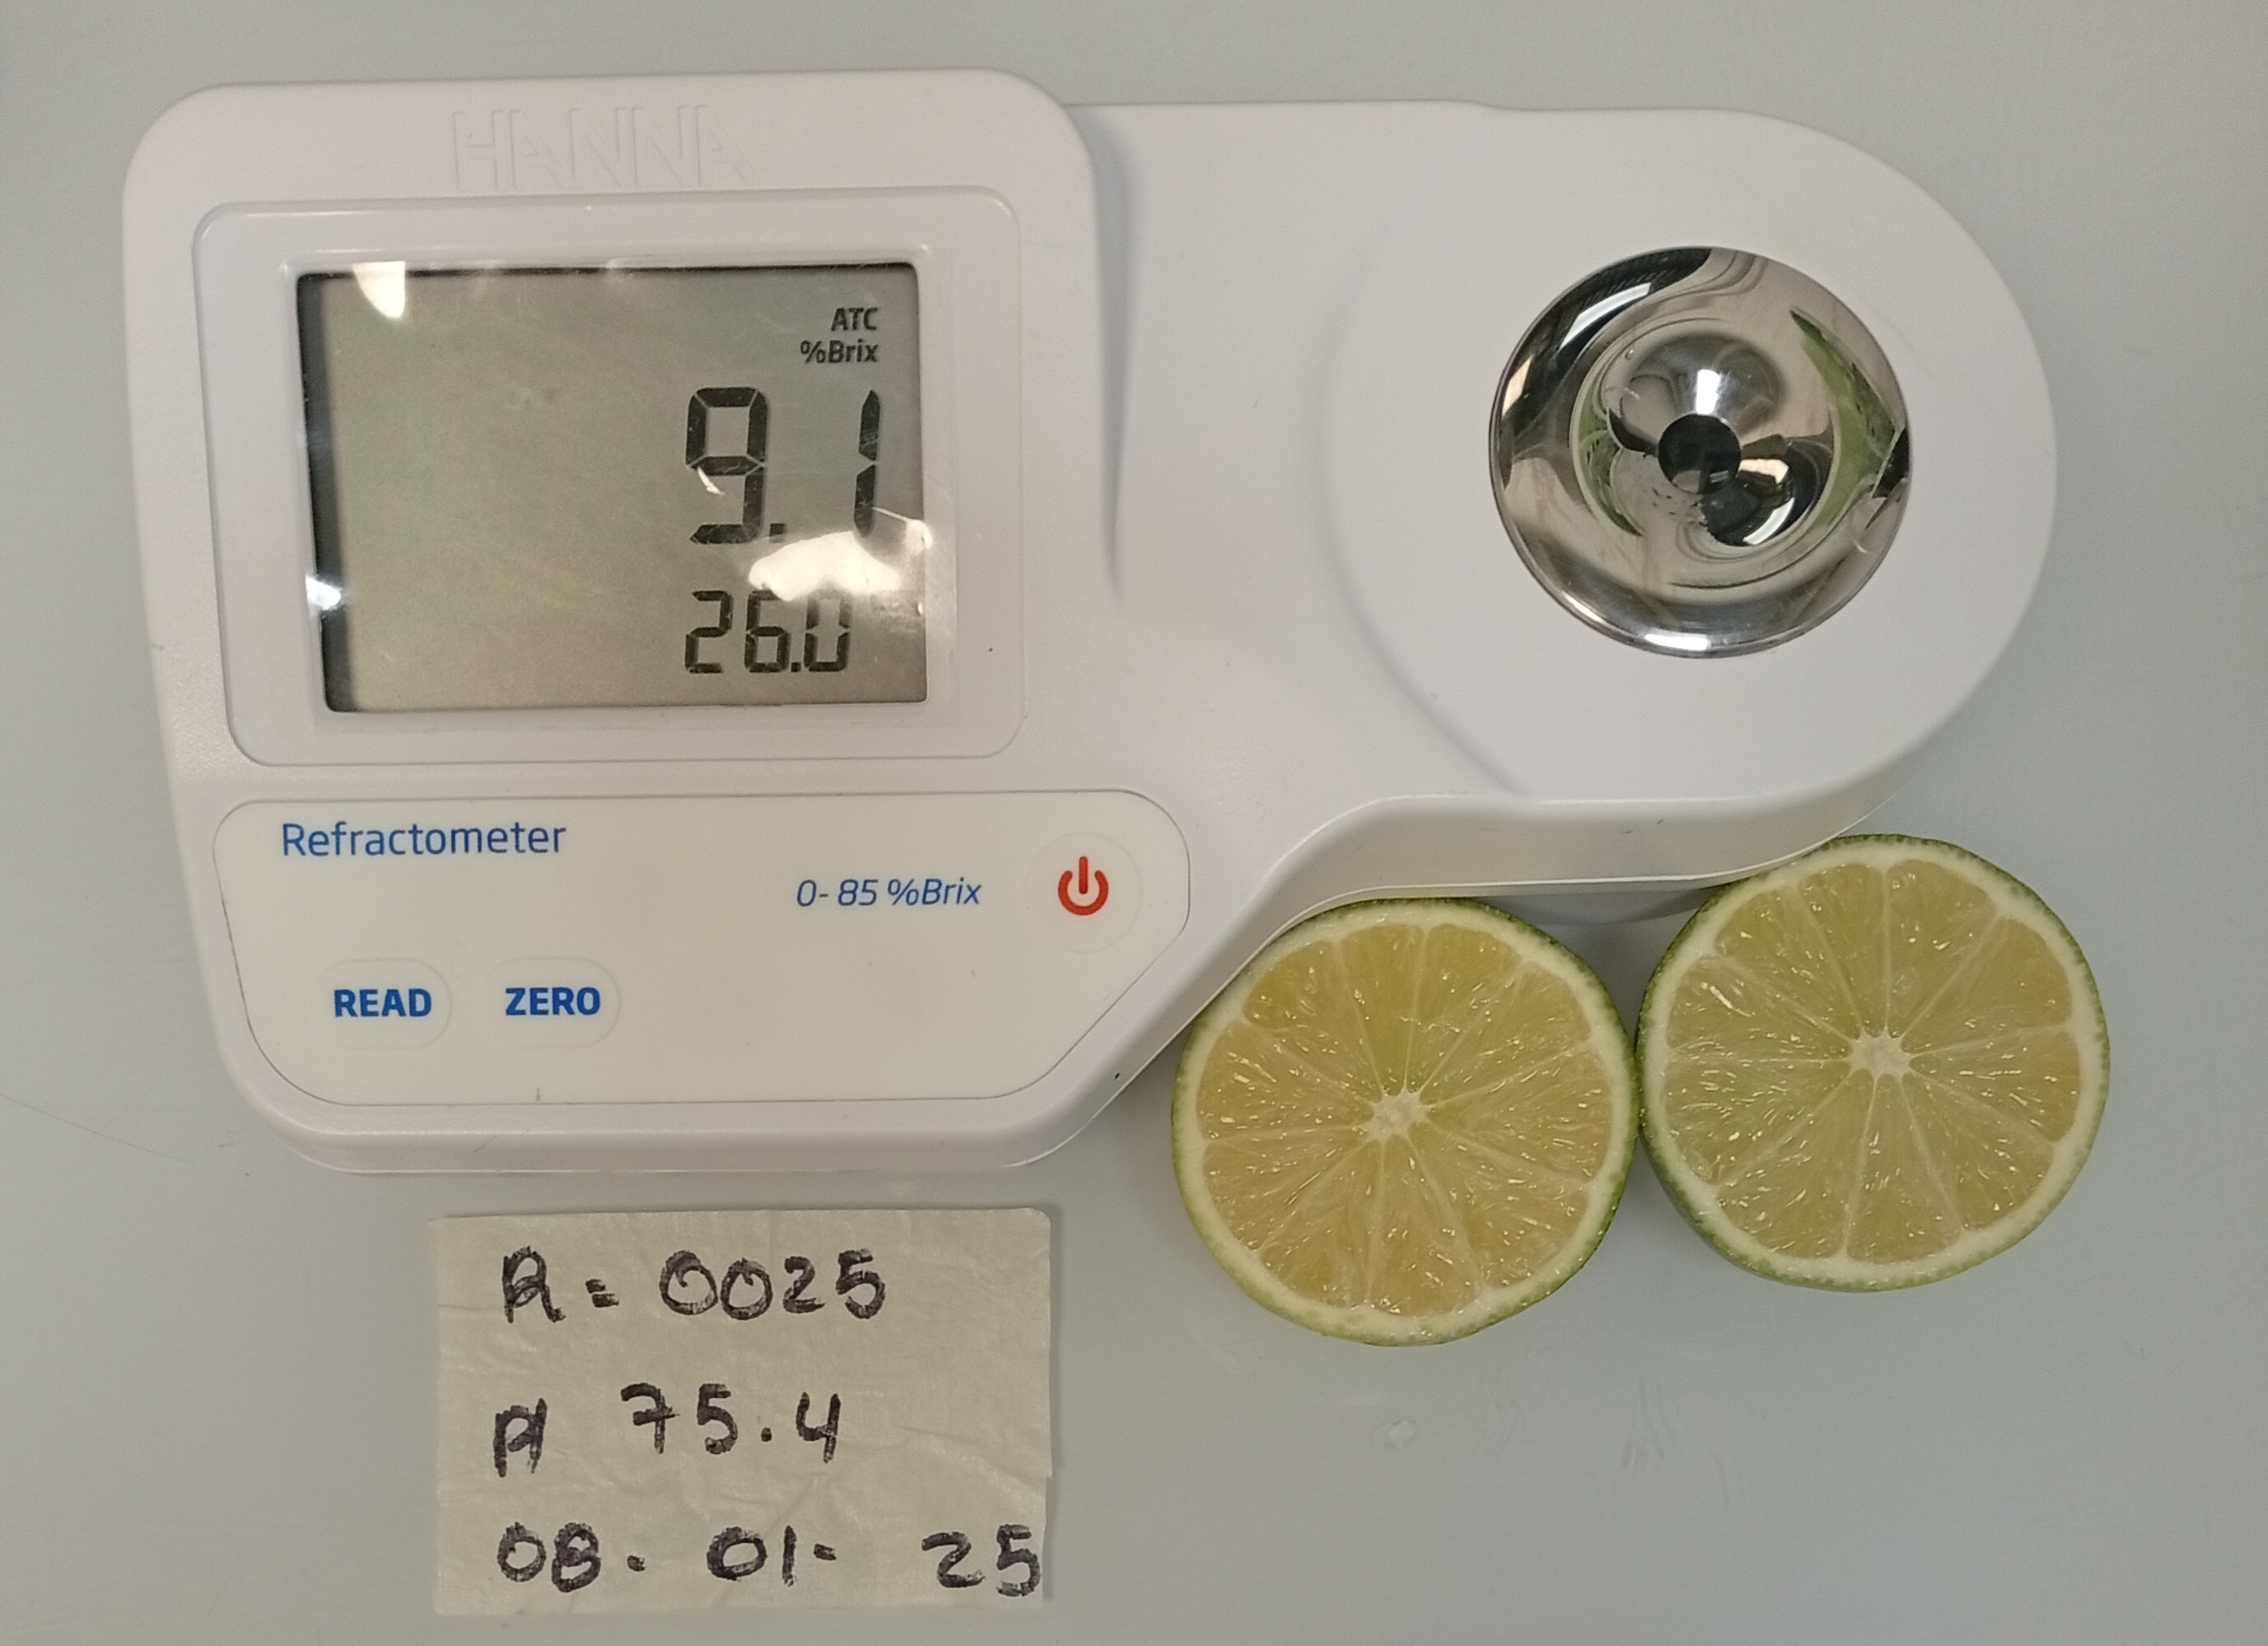 HANNA
ATC
%Brix
9.1
26.0
Refractometer
0-85 %Brix
READ ZERO
R= 0025
A 75.4
08. 01- 25